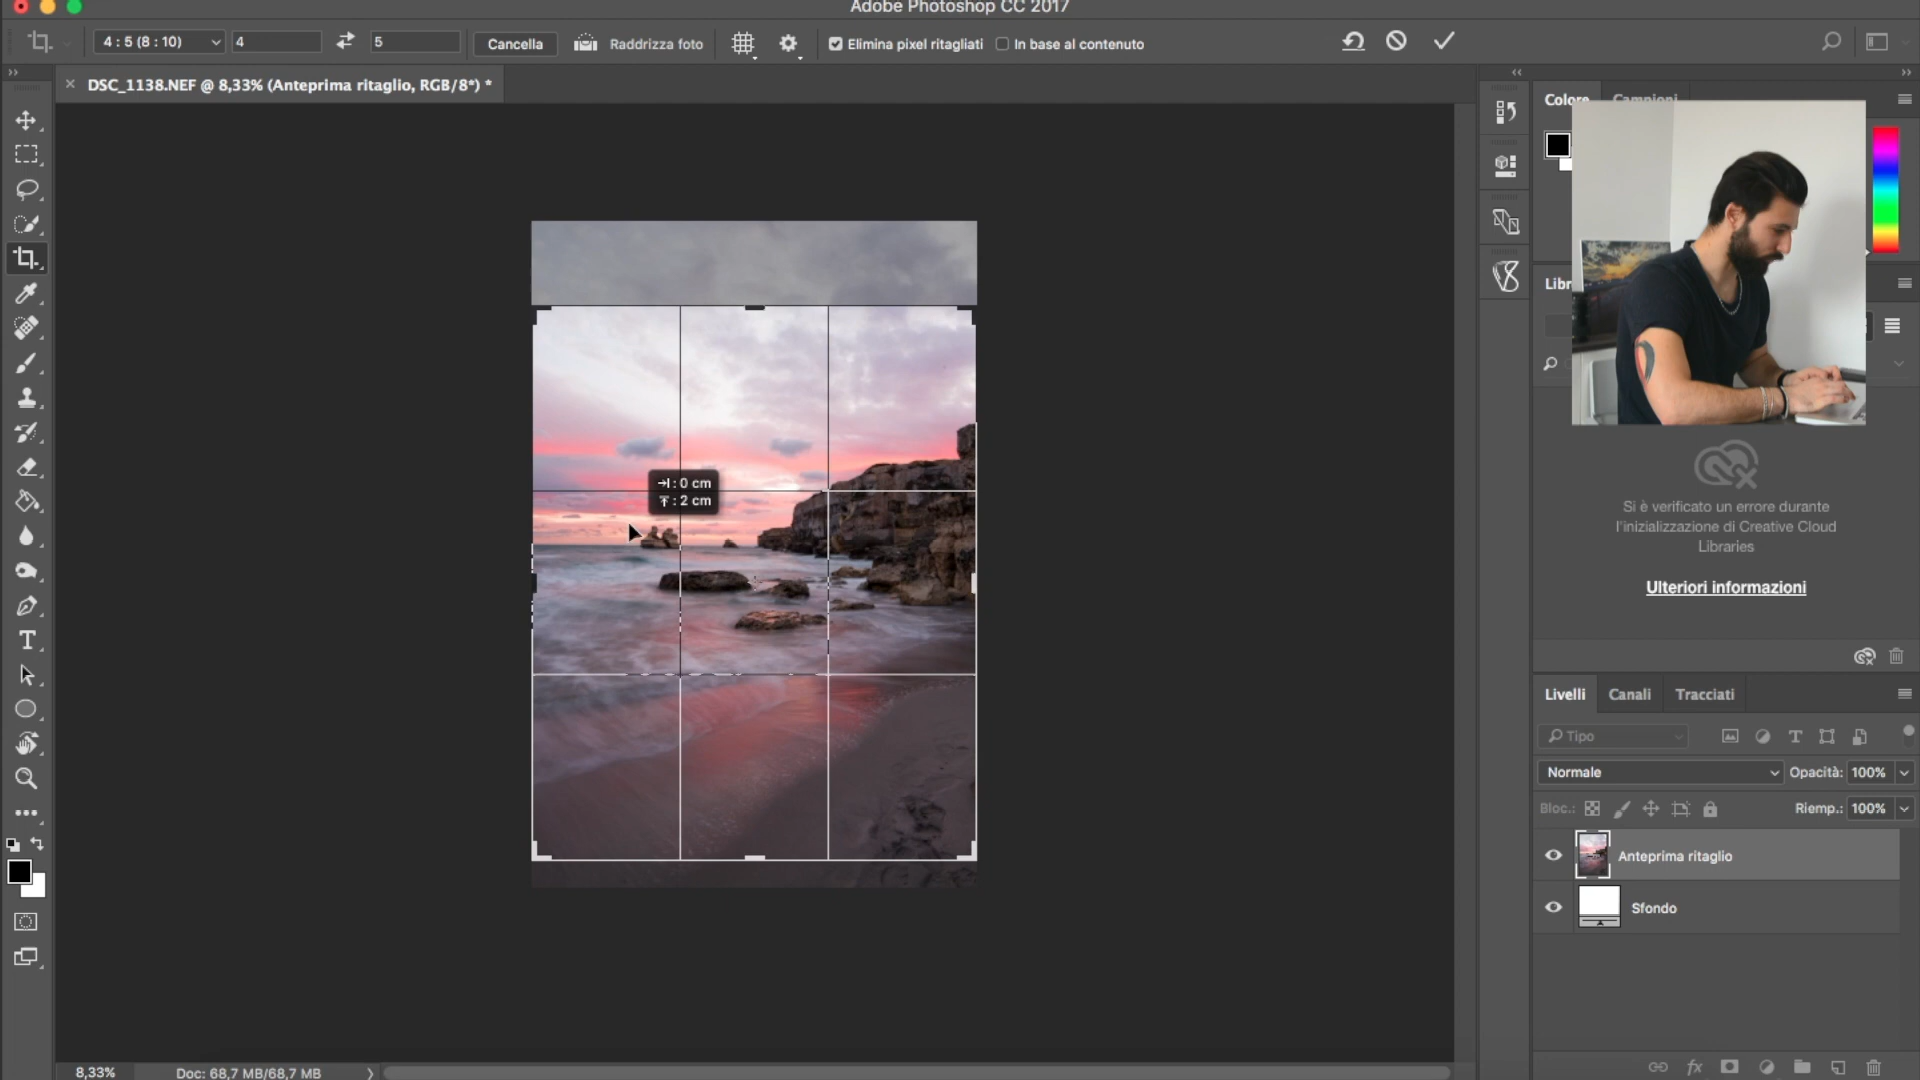 Adobe Photoshop CC 2017
4 : 5 (8 : 10)
4
5
Cancella
Raddrizza foto
Elimina pixel ritagliati
In base al contenuto
DSC_1138.NEF @ 8,33% (Anteprima ritaglio, RGB/8*) *
Colore
Campioni
: 0 cm
: 2 cm
Libr
Si è verificato un errore durante
l'inizializzazione di Creative Cloud
Libraries
Ulteriori informazioni
Livelli
Canali
Tracciati
Tipo
Normale
Opacità: 100%
Bloc.:
Riemp.: 100%
Anteprima ritaglio
Sfondo
8,33%
Doc: 68,7 MB/68,7 MB